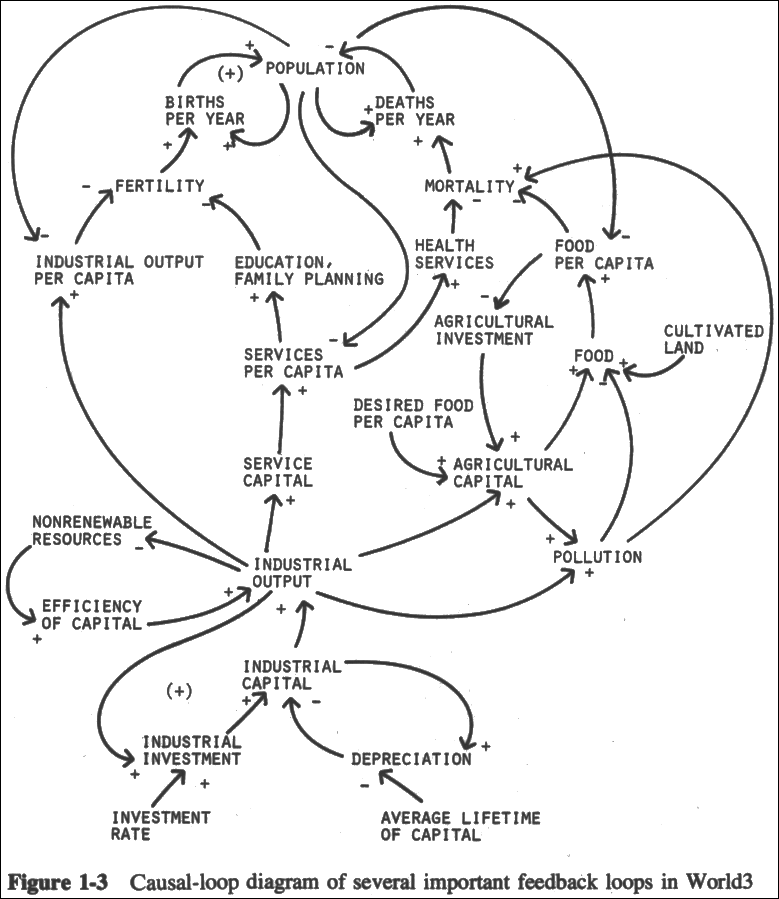 POPULATION
(+)
BIRTHS
PER YEAR
DEATHS
PER YEAR
FERTILITY
MORTALITY
INDUSTRIAL OUTPUT
PER CAPITA
EDUCATION,
FAMILY PLANNING
HEALTH
SERVICES
FOOD
PER CAPITA
AGRICULTURAL
INVESTMENT
CULTIVATED
LAND
SERVICES
PER CAPITA
FOOD
DESIRED FOOD
PER CAPITA
SERVICE
CAPITAL
AGRICULTURAL
CAPITAL
NONRENEWABLE
RESOURCES
INDUSTRIAL
OUTPUT
POLLUTION
EFFICIENCY
OF CAPITAL
INDUSTRIAL
CAPITAL
(+)
INDUSTRIAL
INVESTMENT
DEPRECIATION
INVESTMENT
RATE
AVERAGE LIFETIME
OF CAPITAL
Figure 1-3 Causal-loop diagram of several important feedback loops in World3